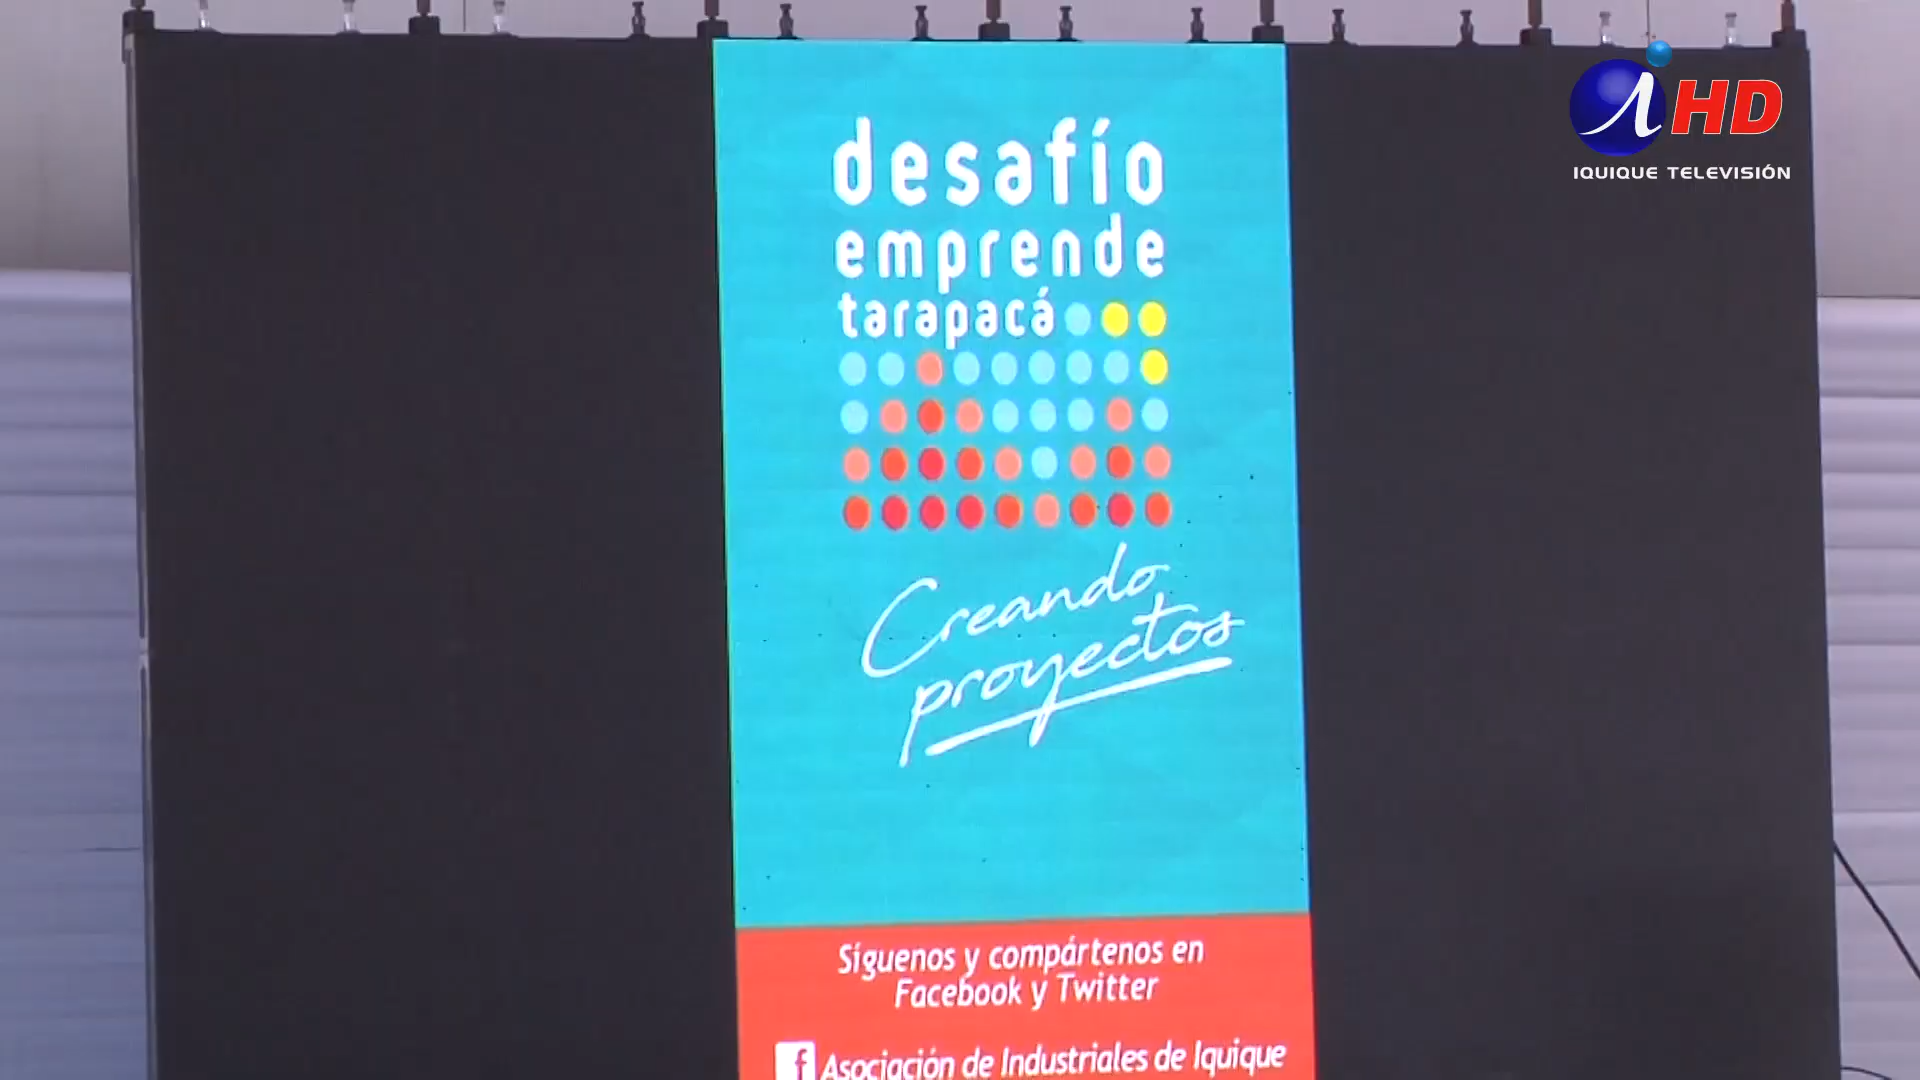 desafío
emprende
tarapacá
Creando
proyectos
Síguenos y compártenos en
Facebook y Twitter
f Asociación de Industriales de Iquique
HD
IQUIQUE TELEVISIÓN